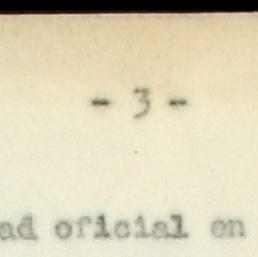 - 3 -
ad oficial en